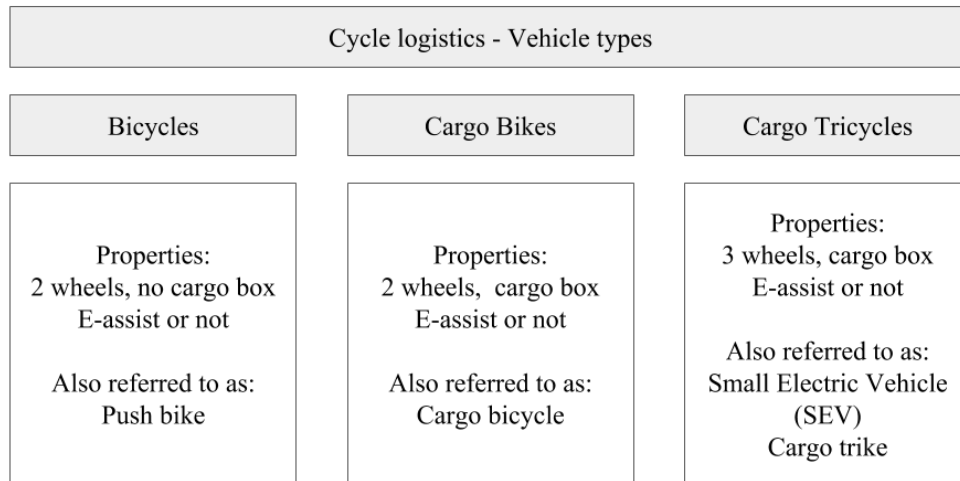 Cycle logistics - Vehicle types
Bicycles
Cargo Bikes
Cargo Tricycles
Properties:
2 wheels, no cargo box
E-assist or not
Also referred to as:
Push bike
Properties:
2 wheels,  cargo box
E-assist or not
Also referred to as:
Cargo bicycle
Properties:
3 wheels, cargo box
E-assist or not
Also referred to as:
Small Electric Vehicle
(SEV)
Cargo trike